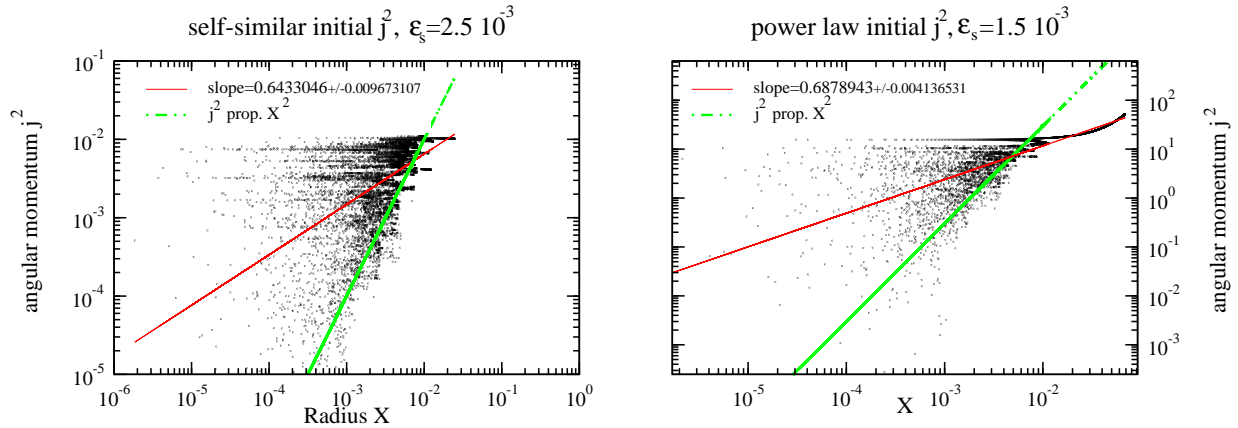 self-similar initial j², εₛ=2.5 10⁻³
angular momentum j²
10⁻¹
10⁻²
10⁻³
10⁻⁴
10⁻⁵
slope=0.6433046+/-0.009673107
j² prop. X²
10⁻⁶ 10⁻⁵ 10⁻⁴ 10⁻³ 10⁻² 10⁻¹ 10⁰
Radius X
power law initial j², εₛ=1.5 10⁻³
slope=0.6878943+/-0.004136531
j² prop. X²
10²
10¹
10⁰
10⁻¹
10⁻²
10⁻³
angular momentum j²
10⁻⁵ 10⁻⁴ 10⁻³ 10⁻²
X